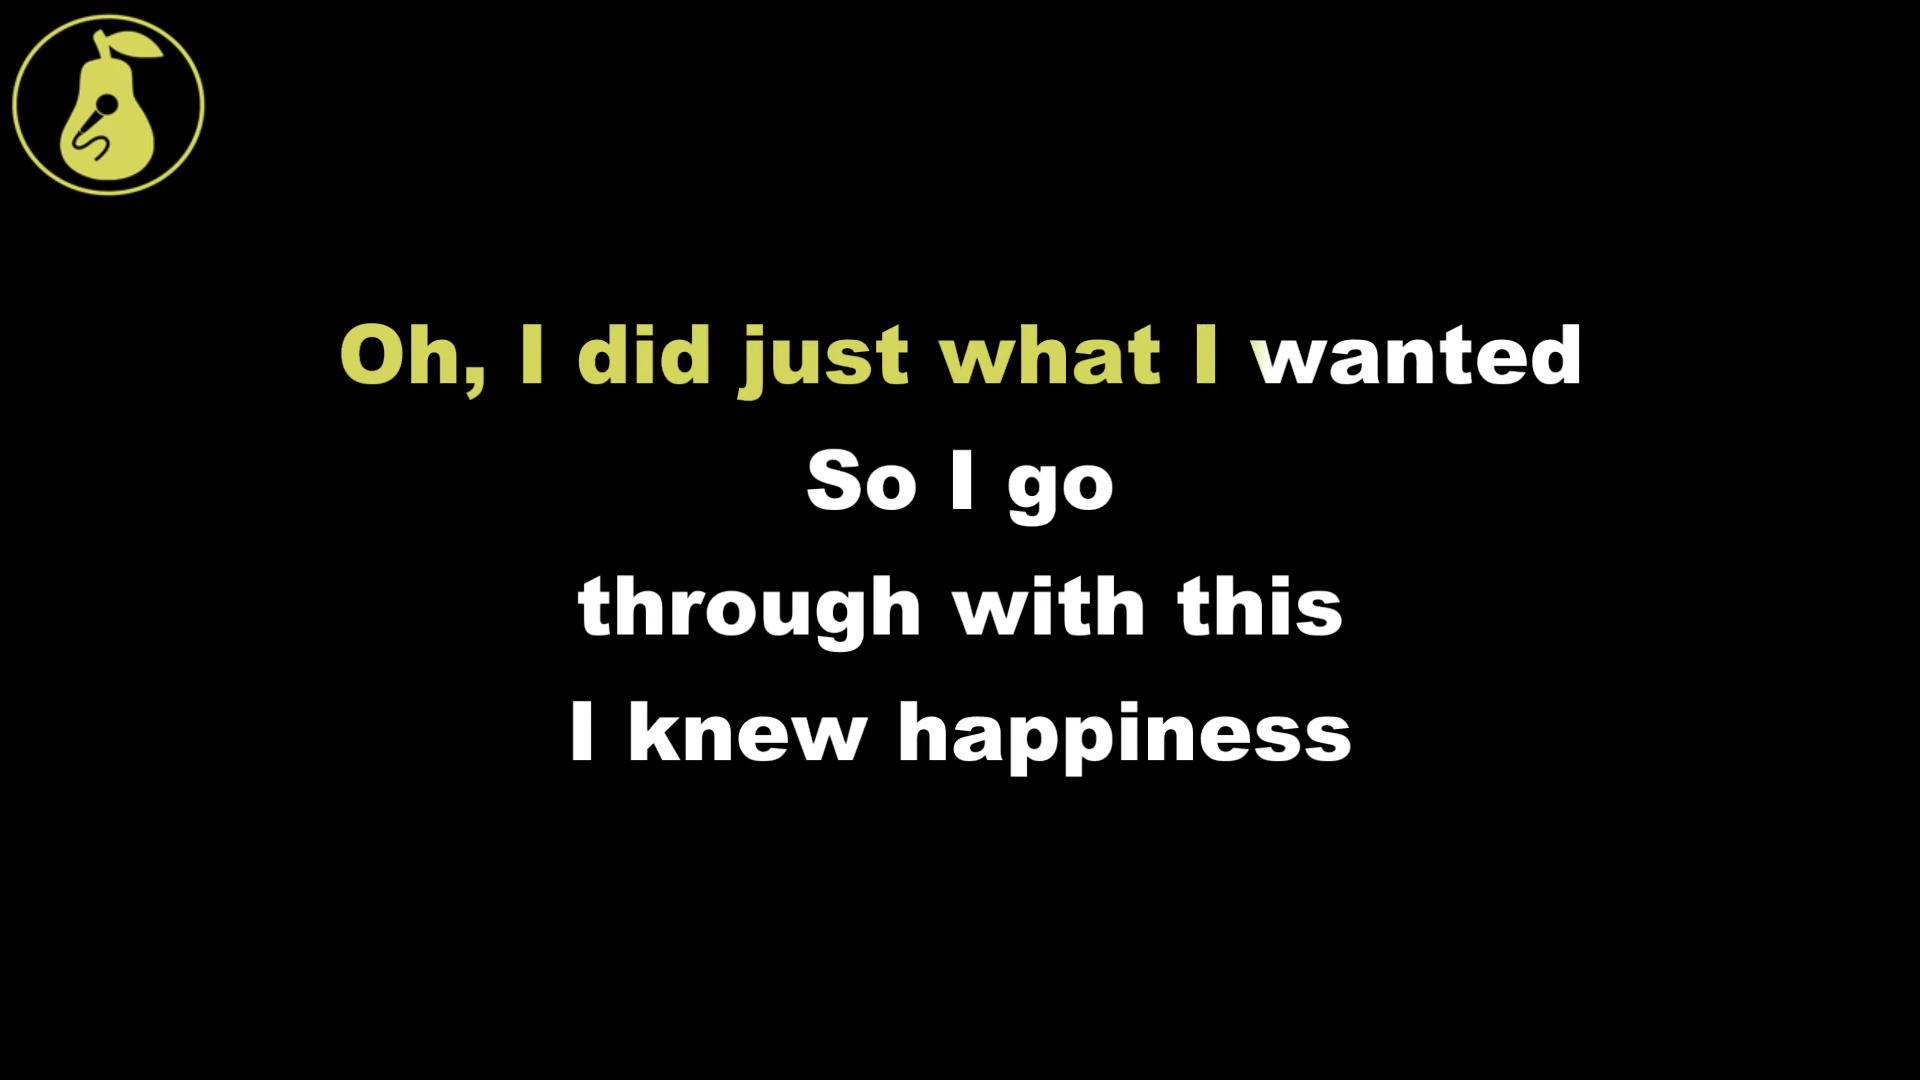 Oh, I did just what I wanted
So I go
through with this
I knew happiness